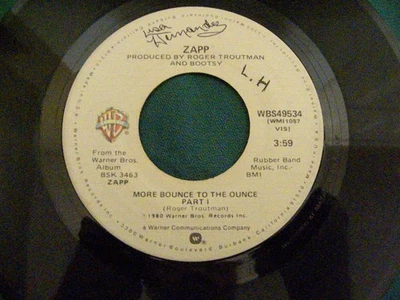 Lisa
Hernandez
ZAPP
PRODUCED BY ROGER TROUTMAN
AND BOOTSY
L.H
WBS49534
(WM11057
VIS)
3:59
From the
Warner Bros.
Album
BSK 3463
ZAPP
Rubber Band
Music, Inc.-
BMI
MORE BOUNCE TO THE OUNCE
PART I
(Roger Troutman)
℗1980 Warner Bros. Records Inc.
a Warner Communications Company